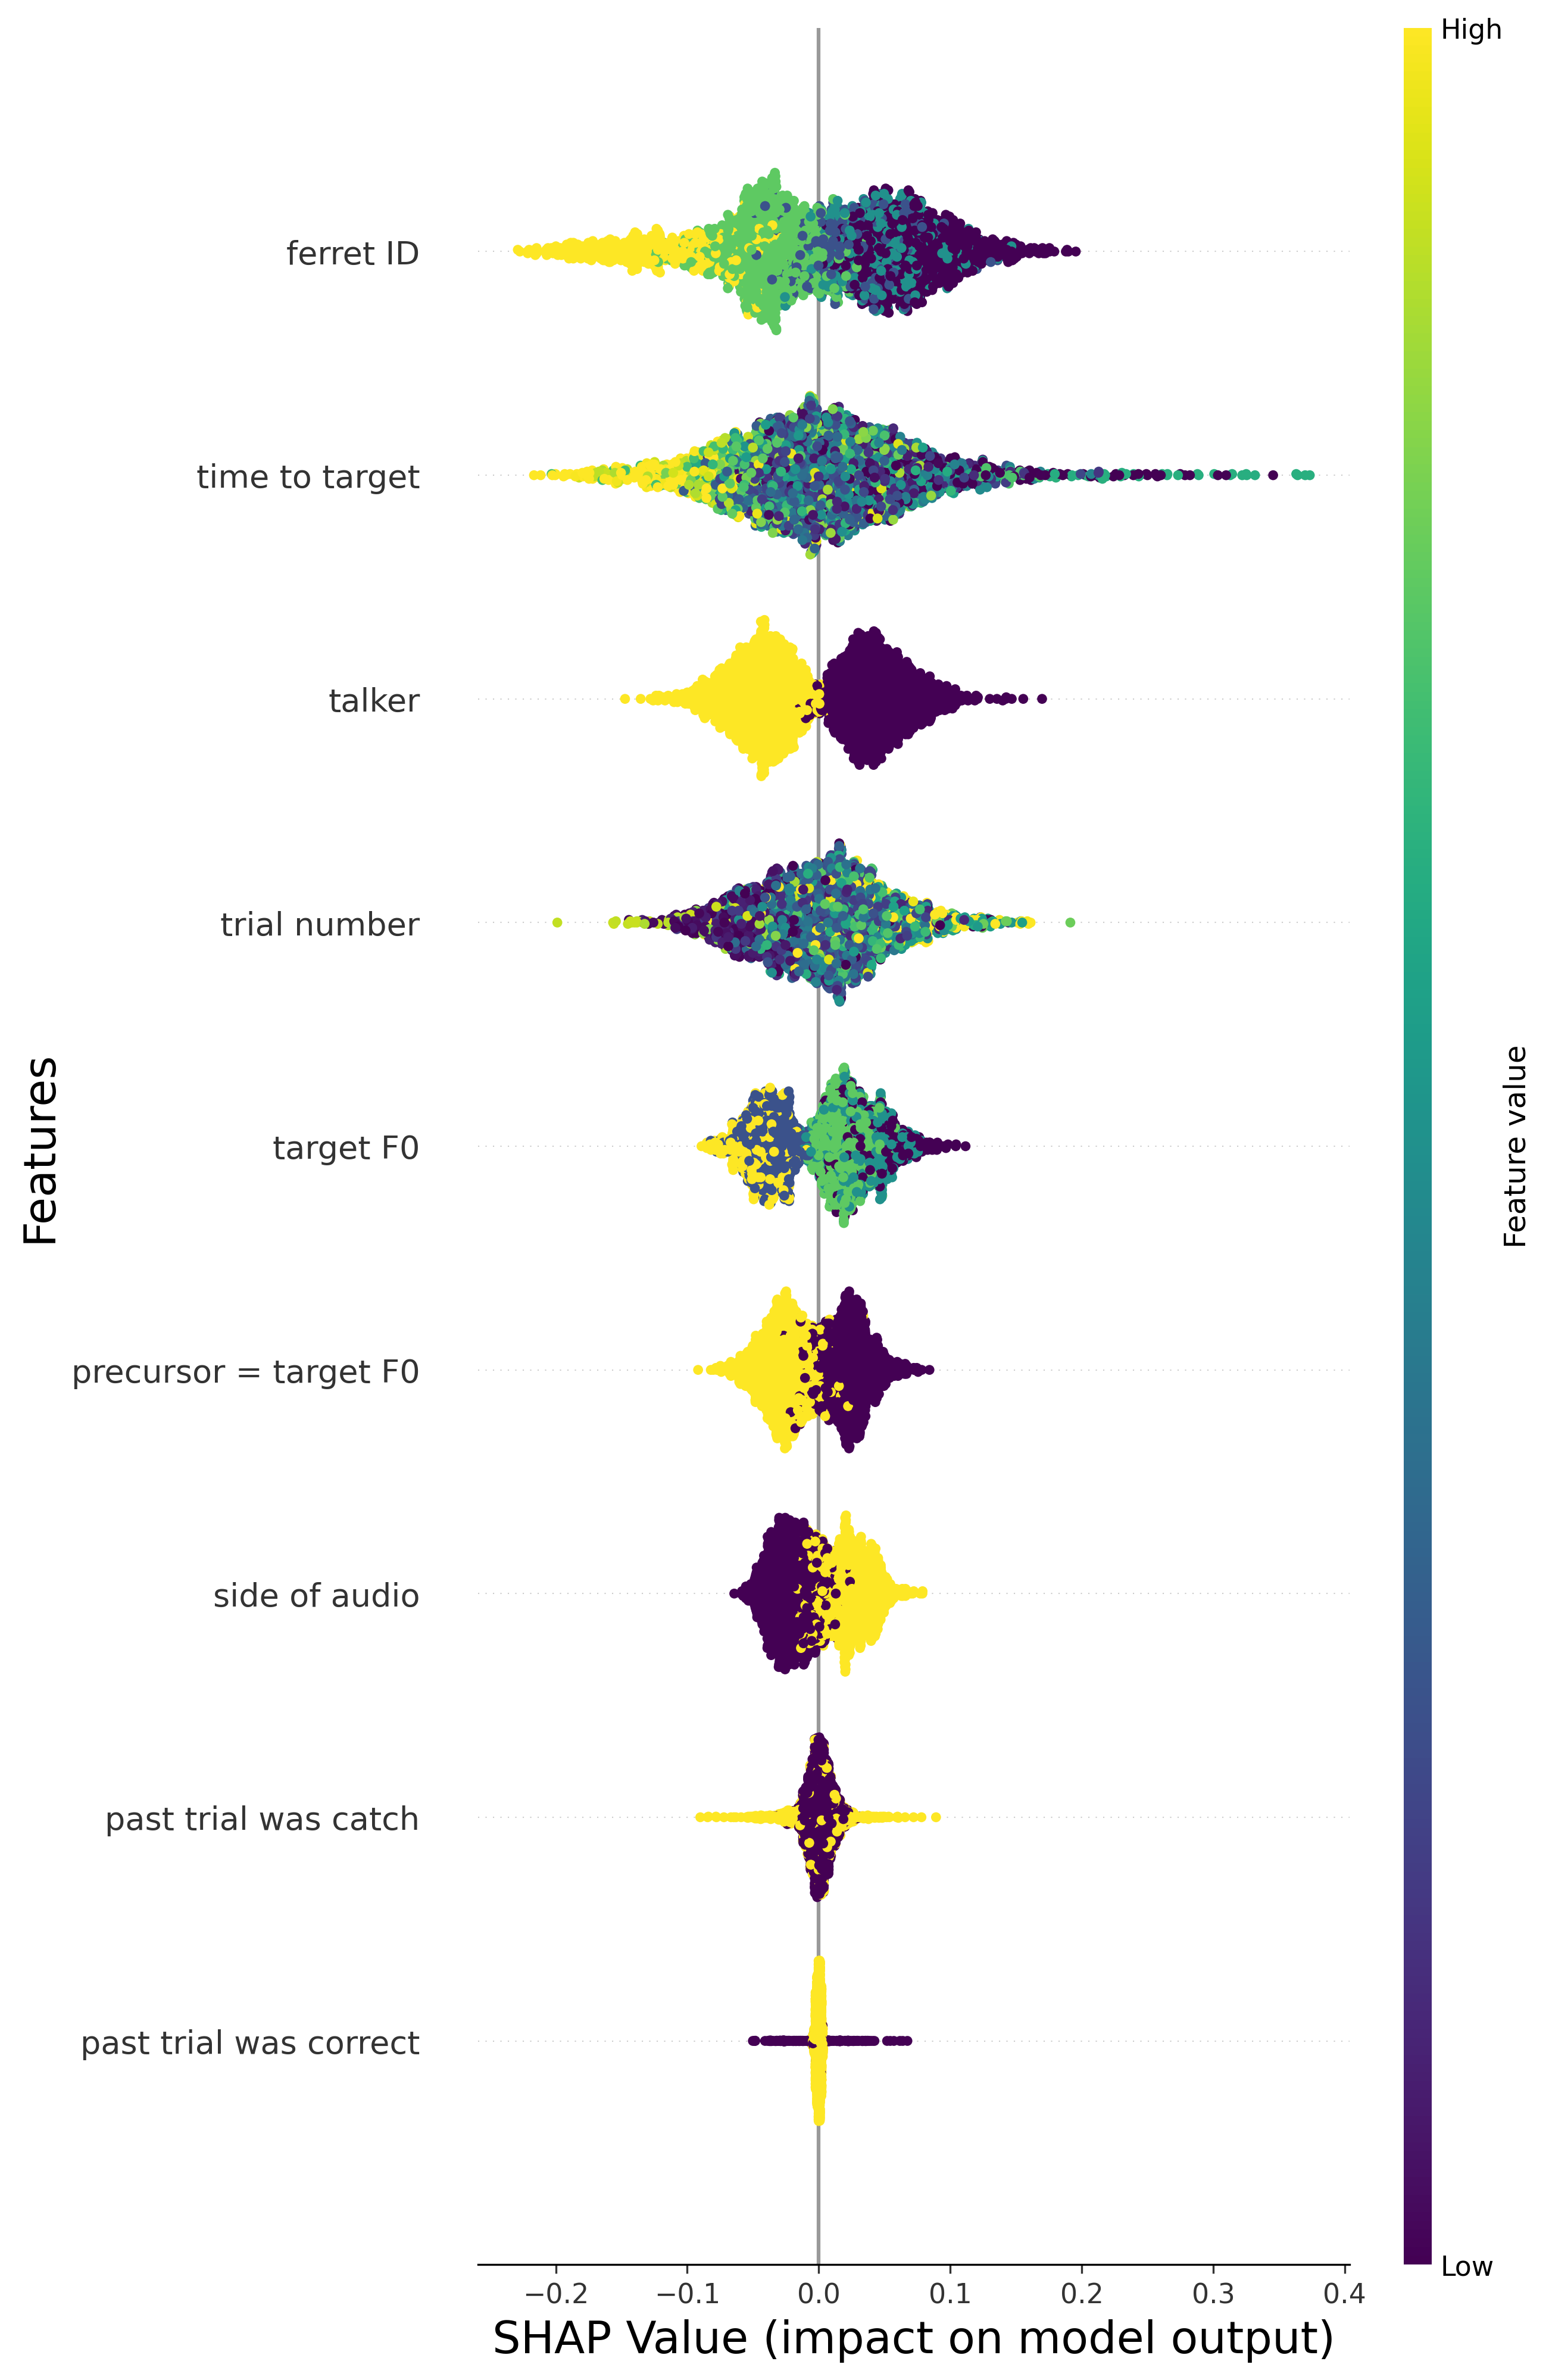 High
ferret ID
time to target
talker
trial number
Features
target F0
Feature value
precursor = target F0
side of audio
past trial was catch
past trial was correct
Low
−0.2 −0.1 0.0 0.1 0.2 0.3 0.4
SHAP Value (impact on model output)